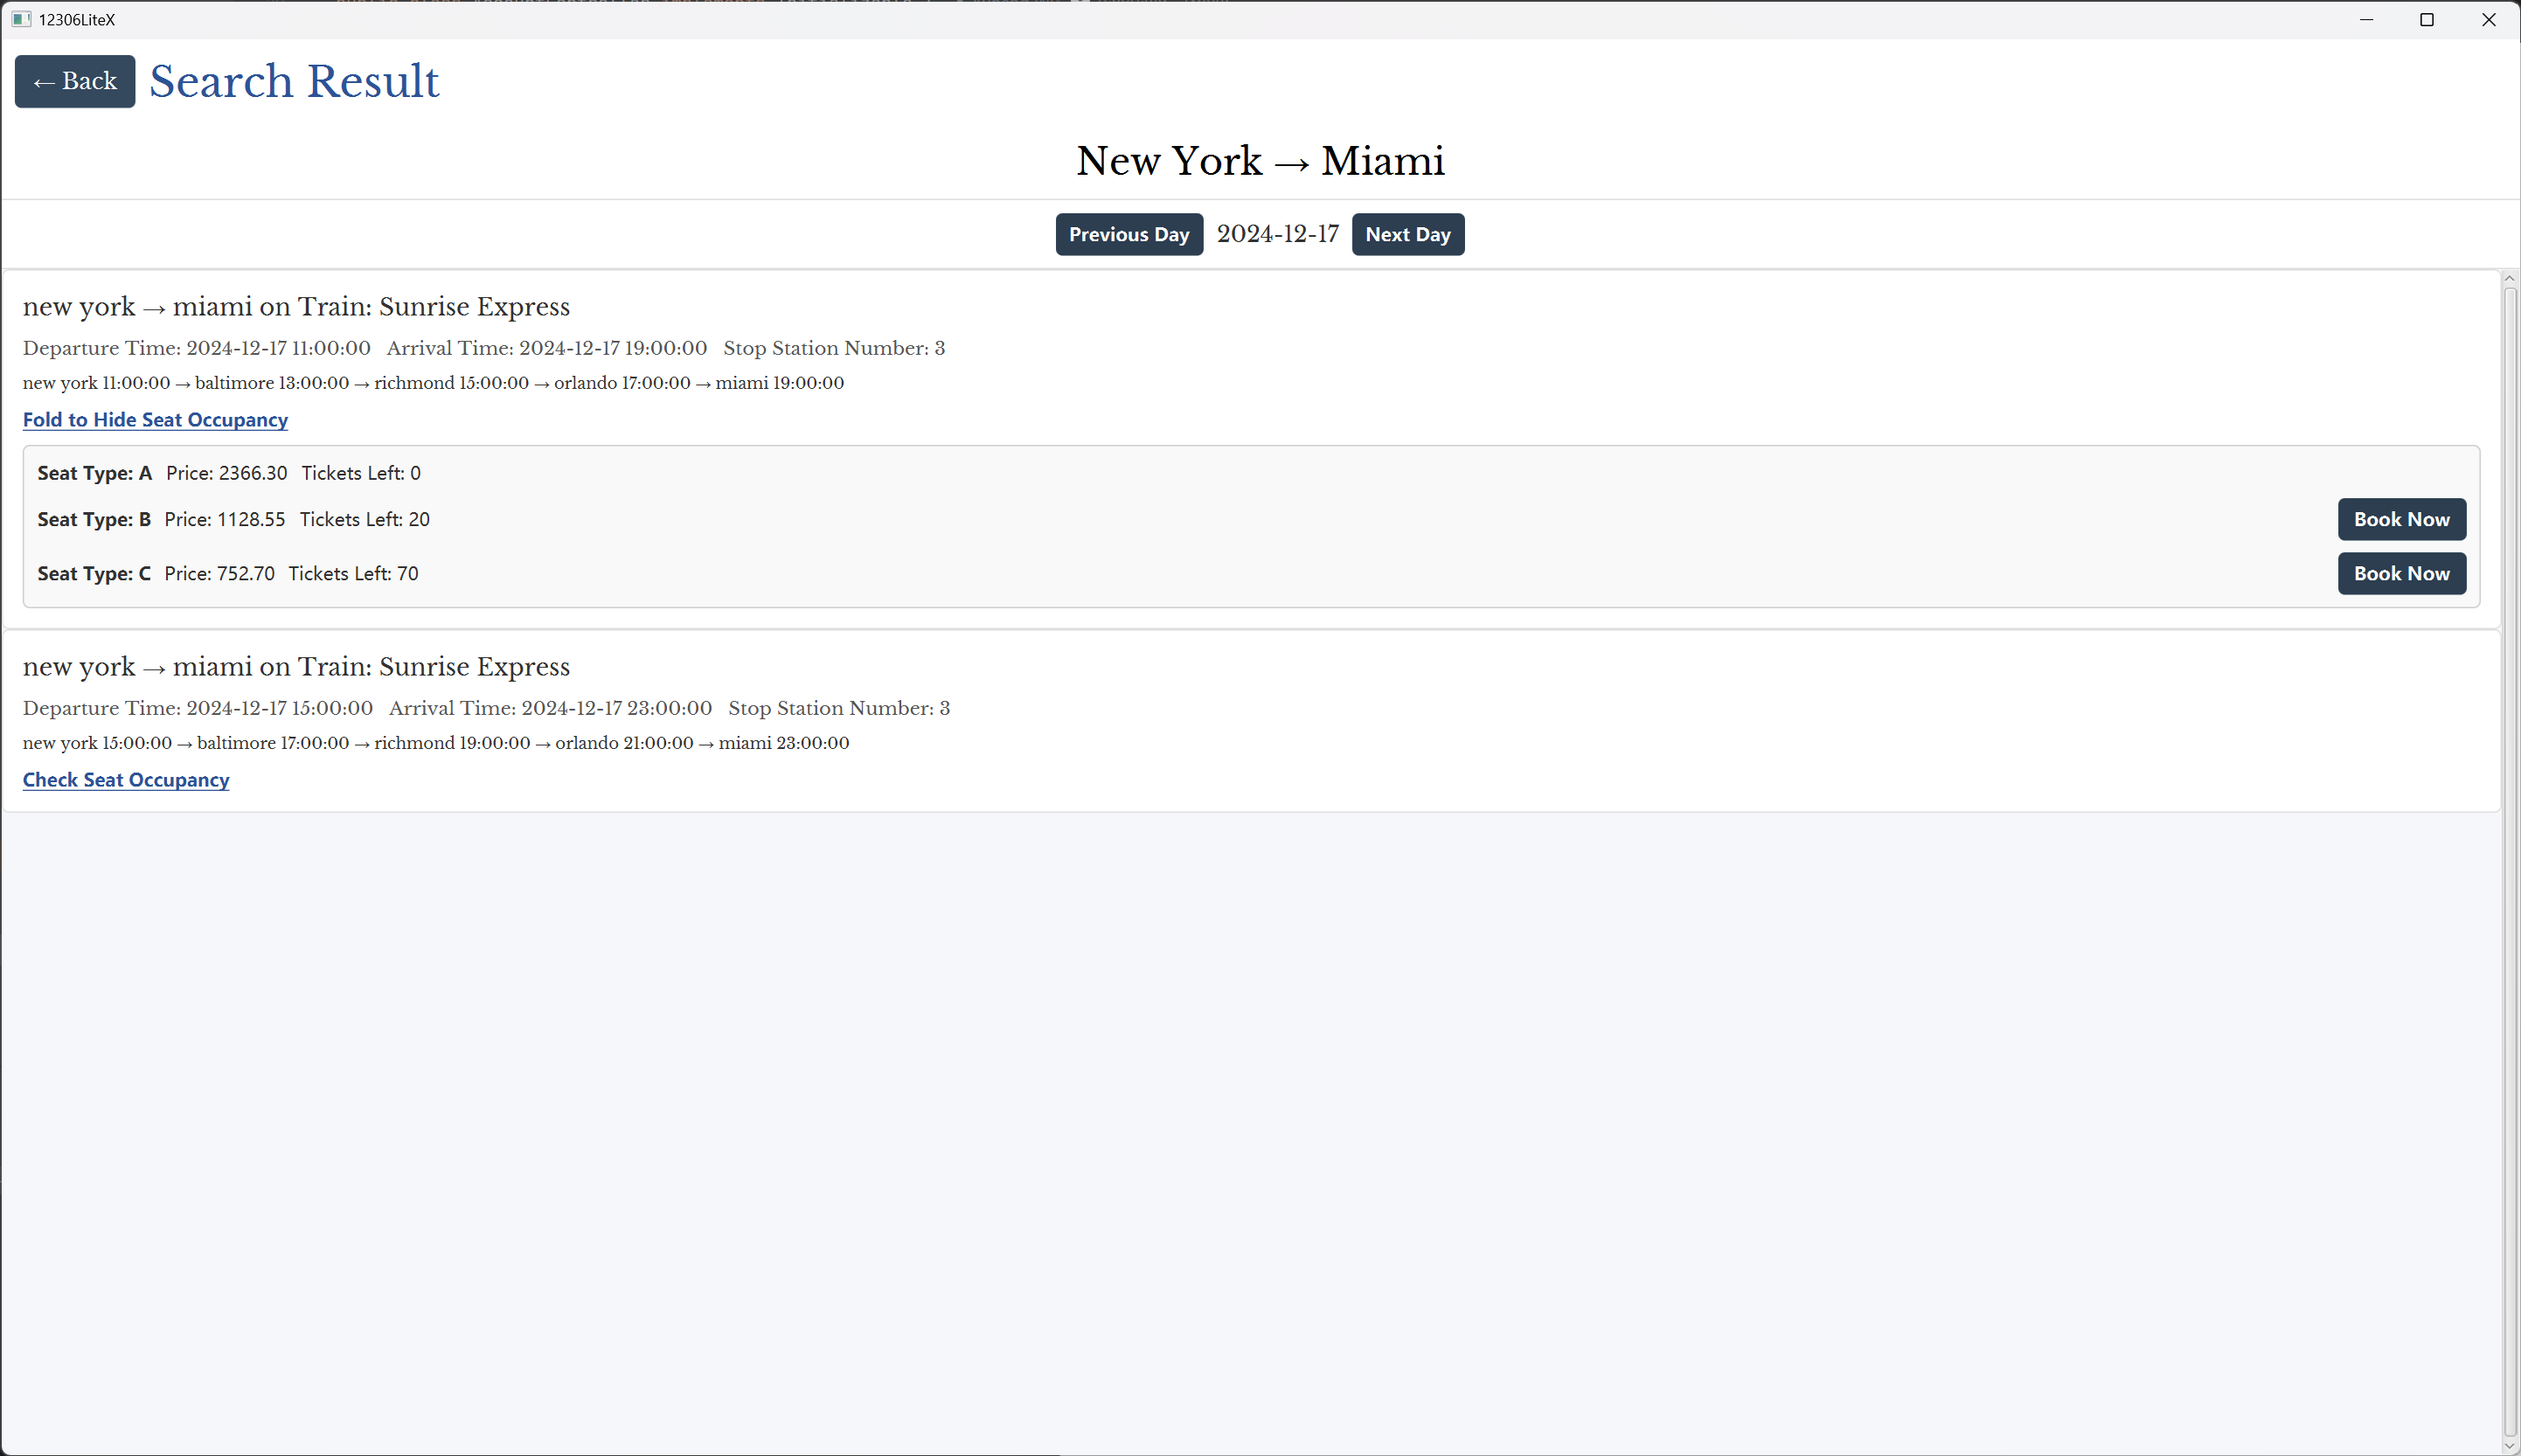 12306LiteX
← Back Search Result
New York → Miami
Previous Day 2024-12-17 Next Day
new york → miami on Train: Sunrise Express
Departure Time: 2024-12-17 11:00:00 Arrival Time: 2024-12-17 19:00:00 Stop Station Number: 3
new york 11:00:00 → baltimore 13:00:00 → richmond 15:00:00 → orlando 17:00:00 → miami 19:00:00
Fold to Hide Seat Occupancy
Seat Type: A Price: 2366.30 Tickets Left: 0
Seat Type: B Price: 1128.55 Tickets Left: 20 Book Now
Seat Type: C Price: 752.70 Tickets Left: 70 Book Now
new york → miami on Train: Sunrise Express
Departure Time: 2024-12-17 15:00:00 Arrival Time: 2024-12-17 23:00:00 Stop Station Number: 3
new york 15:00:00 → baltimore 17:00:00 → richmond 19:00:00 → orlando 21:00:00 → miami 23:00:00
Check Seat Occupancy